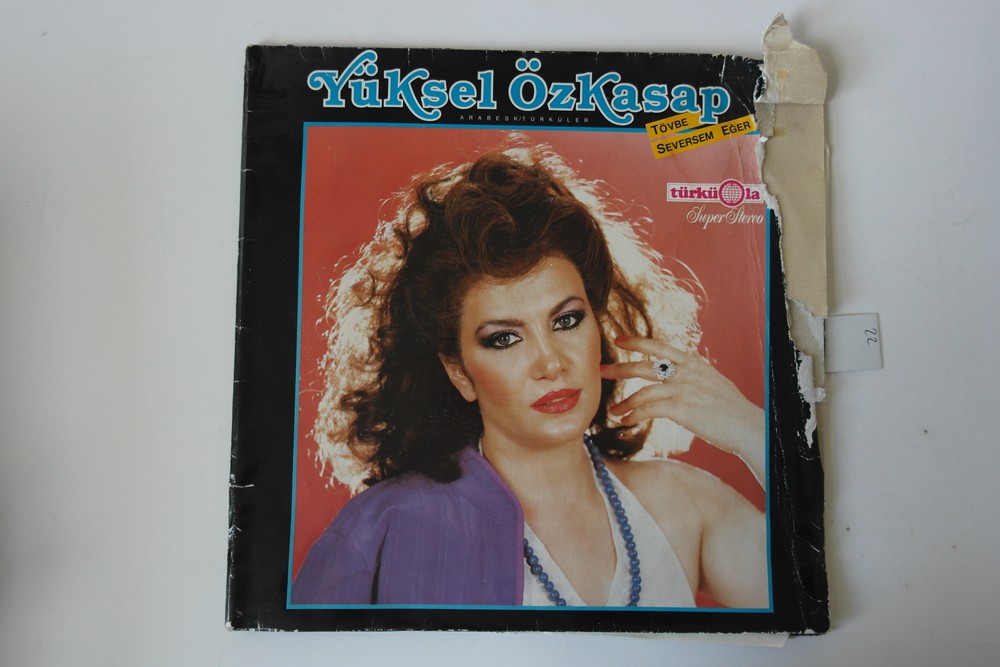 Yüksel Özkasap
ARABESK/TÜRKÜLER
TÖVBE
SEVERSEM EĞER
türküola
Super Stereo
22